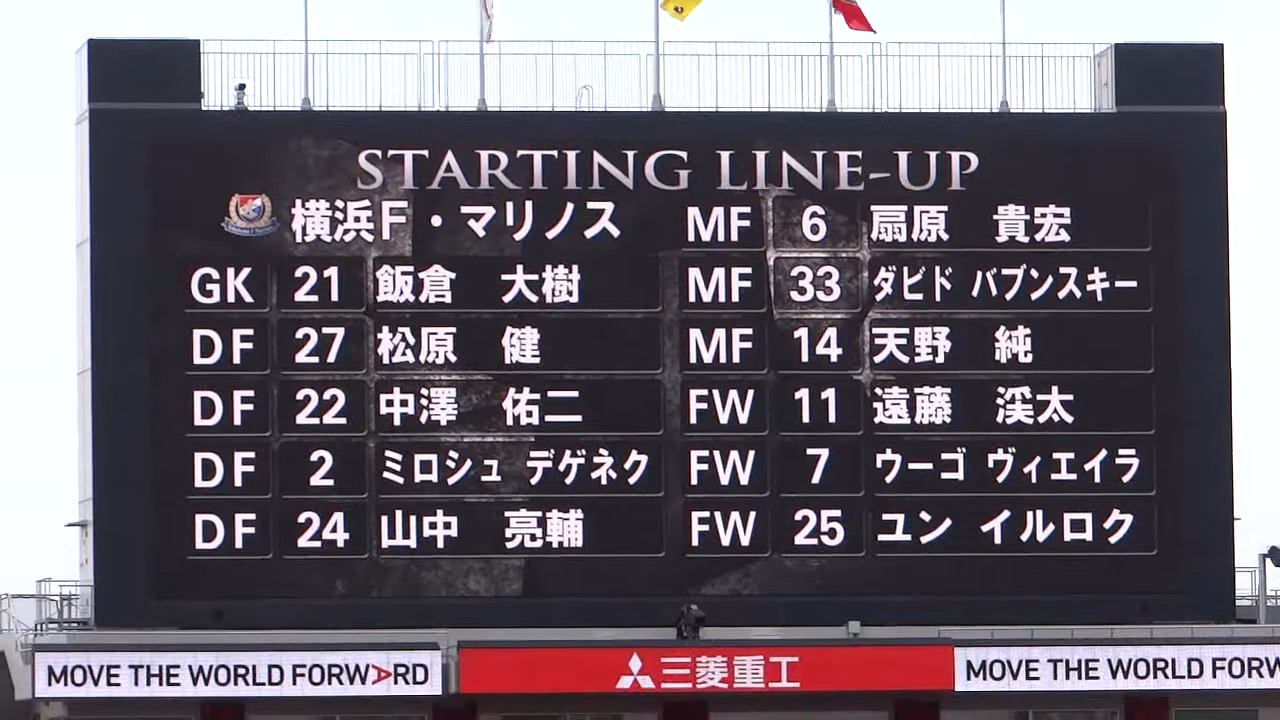 STARTING LINE-UP
横浜F・マリノス
GK 21 飯倉 大樹
DF 27 松原 健
DF 22 中澤 佑二
DF 2 ミロシュ デゲネク
DF 24 山中 亮輔
MF 6 扇原 貴宏
MF 33 ダビド バブンスキー
MF 14 天野 純
FW 11 遠藤 渓太
FW 7 ウーゴ ヴィエイラ
FW 25 ユン イルロク
MOVE THE WORLD FORWARD
三菱重工
MOVE THE WORLD FORW